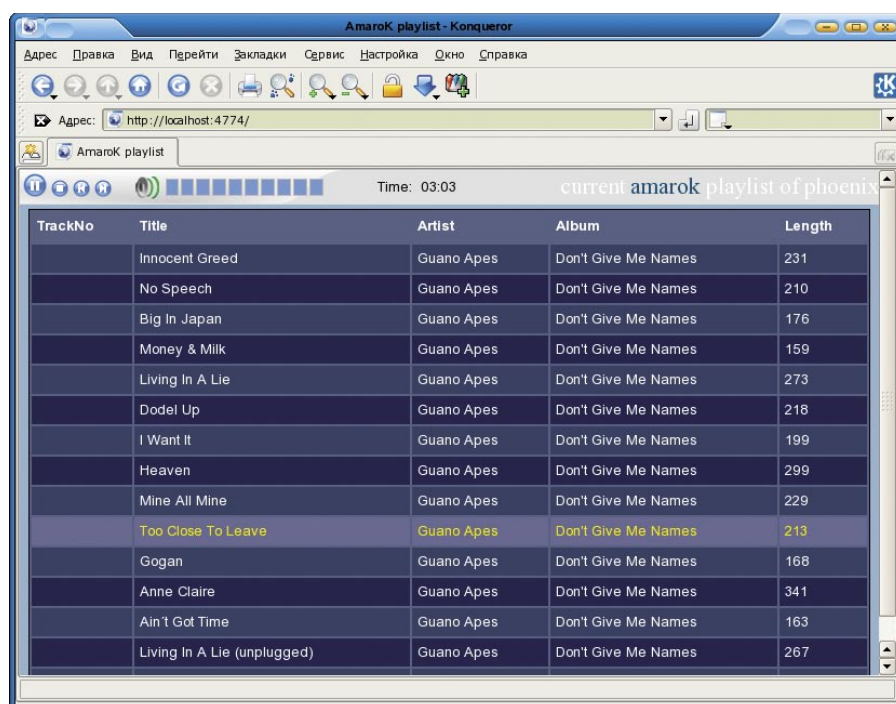 AmaroK playlist - Konqueror
Адрес Правка Вид Перейти Закладки Сервис Настройка Окно Справка
Адрес: http://localhost:4774/
AmaroK playlist
Time: 03:03 current amarok playlist of phoenix
TrackNo Title Artist Album Length
Innocent Greed Guano Apes Don't Give Me Names 231
No Speech Guano Apes Don't Give Me Names 210
Big In Japan Guano Apes Don't Give Me Names 176
Money & Milk Guano Apes Don't Give Me Names 159
Living In A Lie Guano Apes Don't Give Me Names 273
Dodel Up Guano Apes Don't Give Me Names 218
I Want It Guano Apes Don't Give Me Names 199
Heaven Guano Apes Don't Give Me Names 299
Mine All Mine Guano Apes Don't Give Me Names 229
Too Close To Leave Guano Apes Don't Give Me Names 213
Gogan Guano Apes Don't Give Me Names 168
Anne Claire Guano Apes Don't Give Me Names 341
Ain´t Got Time Guano Apes Don't Give Me Names 163
Living In A Lie (unplugged) Guano Apes Don't Give Me Names 267